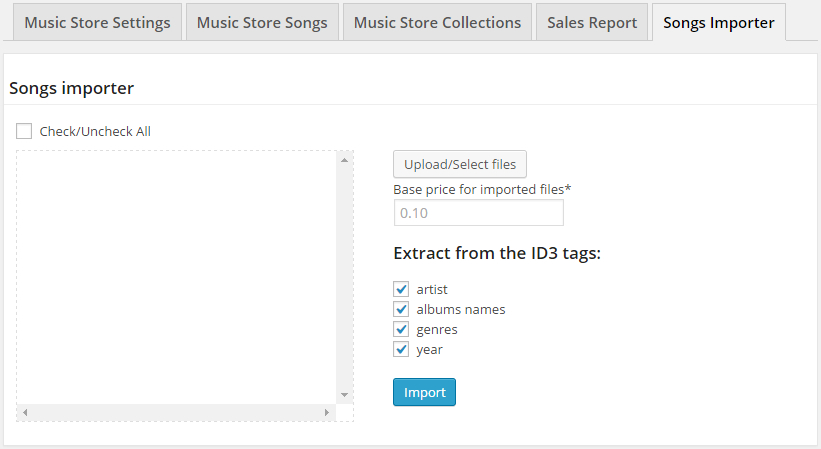 Music Store Settings
Music Store Songs
Music Store Collections
Sales Report
Songs Importer
Songs importer
Check/Uncheck All
Upload/Select files
Base price for imported files*
0.10
Extract from the ID3 tags:
artist
albums names
genres
year
Import